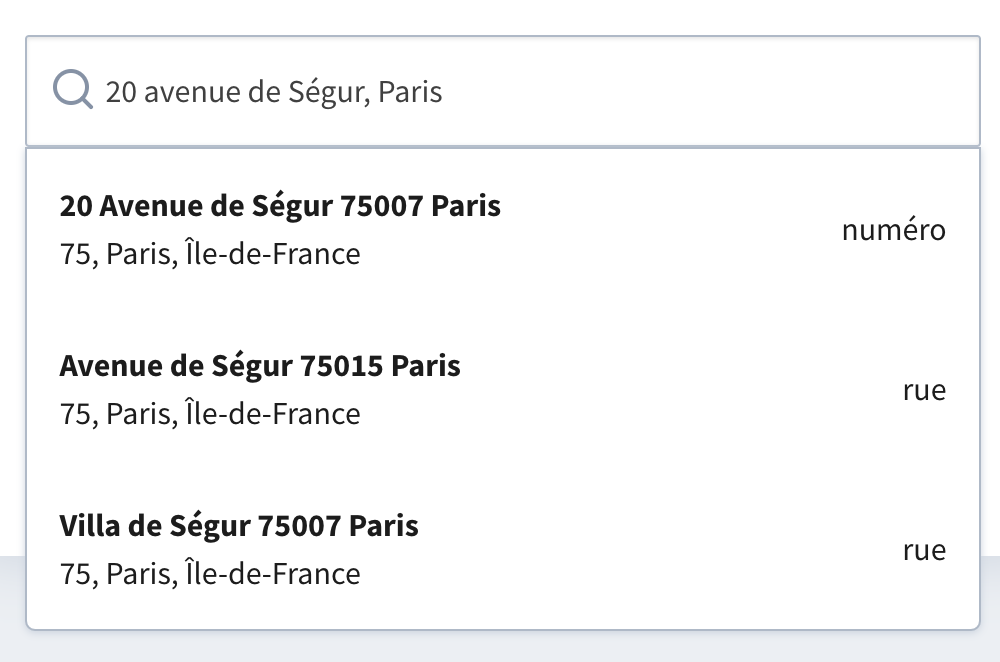 20 avenue de Ségur, Paris
20 Avenue de Ségur 75007 Paris
75, Paris, Île-de-France
numéro
Avenue de Ségur 75015 Paris
75, Paris, Île-de-France
rue
Villa de Ségur 75007 Paris
75, Paris, Île-de-France
rue